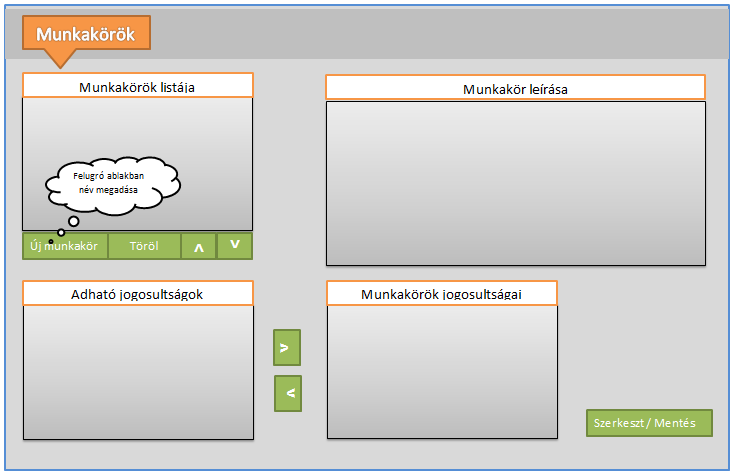 Munkakörök
Munkakörök listája
Munkakör leírása
Felugró ablakban
név megadása
Új munkakör
Töröl
^
v
Adható jogosultságok
Munkakörök jogosultságai
>
<
Szerkeszt / Mentés